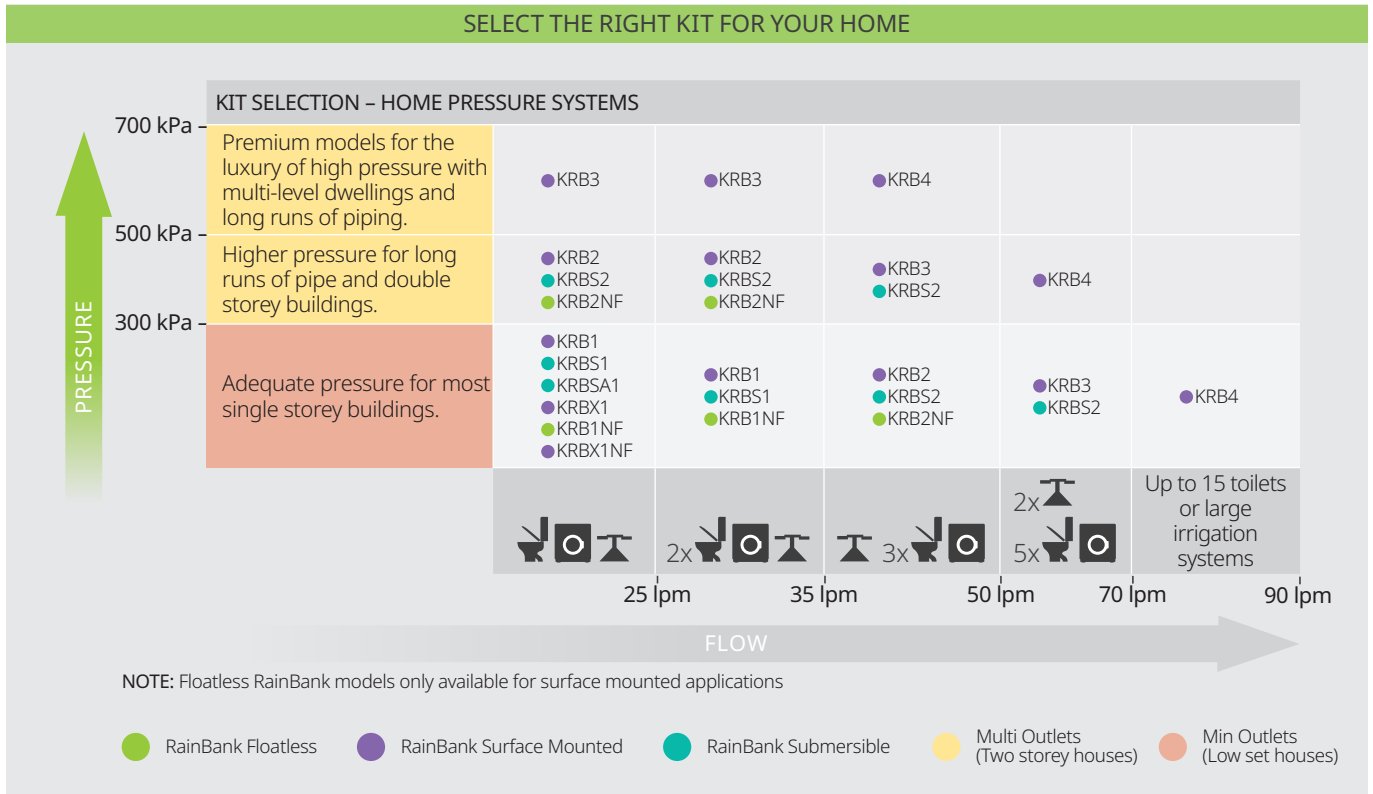 SELECT THE RIGHT KIT FOR YOUR HOME
KIT SELECTION – HOME PRESSURE SYSTEMS
PRESSURE
700 kPa
Premium models for the
luxury of high pressure with
multi-level dwellings and
long runs of piping.
KRB3
KRB3
KRB4
500 kPa
Higher pressure for long
runs of pipe and double
storey buildings.
KRB2
KRBS2
KRB2NF
KRB2
KRBS2
KRB2NF
KRB3
KRBS2
KRB4
300 kPa
Adequate pressure for most
single storey buildings.
KRB1
KRBS1
KRBSA1
KRBX1
KRB1NF
KRBX1NF
KRB1
KRBS1
KRB1NF
KRB2
KRBS2
KRB2NF
KRB3
KRBS2
KRB4
2x
3x
2x
5x
Up to 15 toilets
or large
irrigation
systems
25 lpm
35 lpm
50 lpm
70 lpm
90 lpm
FLOW
NOTE: Floatless RainBank models only available for surface mounted applications
RainBank Floatless
RainBank Surface Mounted
RainBank Submersible
Multi Outlets
(Two storey houses)
Min Outlets
(Low set houses)